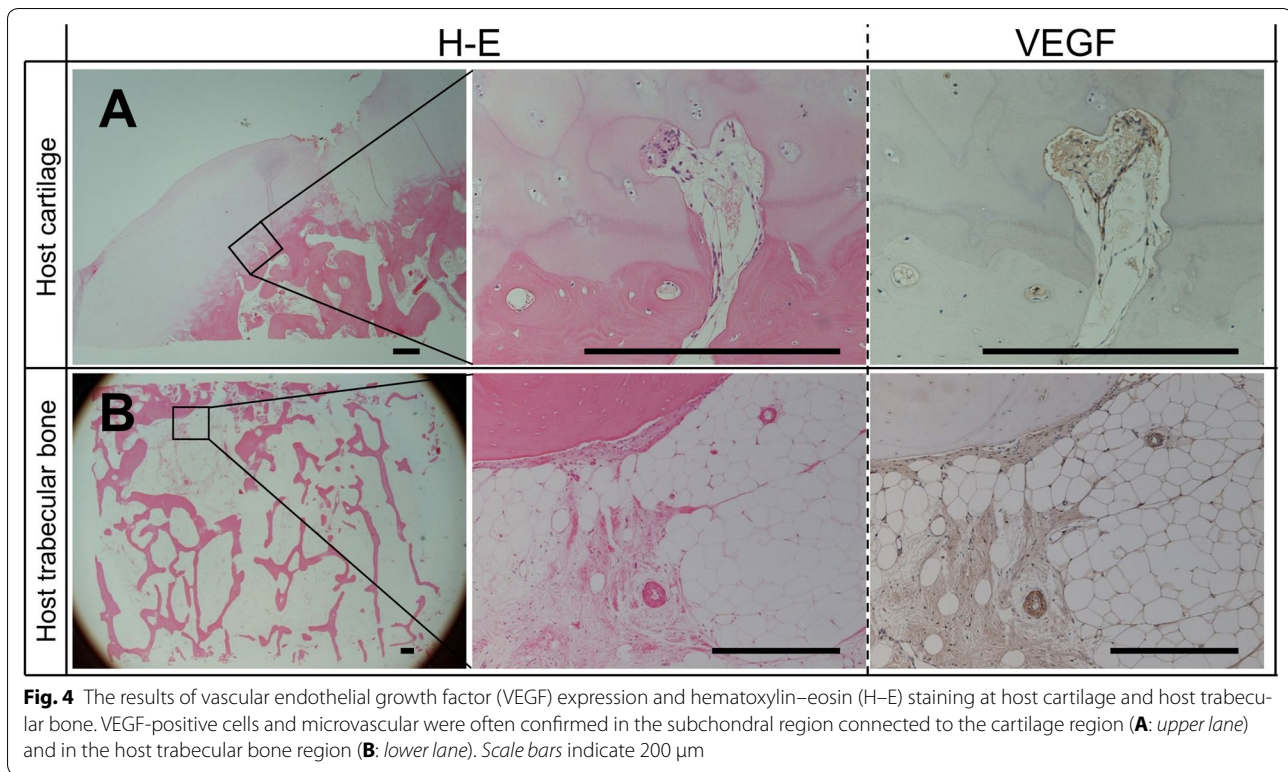 H-E
VEGF
Host cartilage
A
Host trabecular bone
B
Fig. 4 The results of vascular endothelial growth factor (VEGF) expression and hematoxylin–eosin (H–E) staining at host cartilage and host trabecu-
lar bone. VEGF-positive cells and microvascular were often confirmed in the subchondral region connected to the cartilage region (A: upper lane)
and in the host trabecular bone region (B: lower lane). Scale bars indicate 200 μm